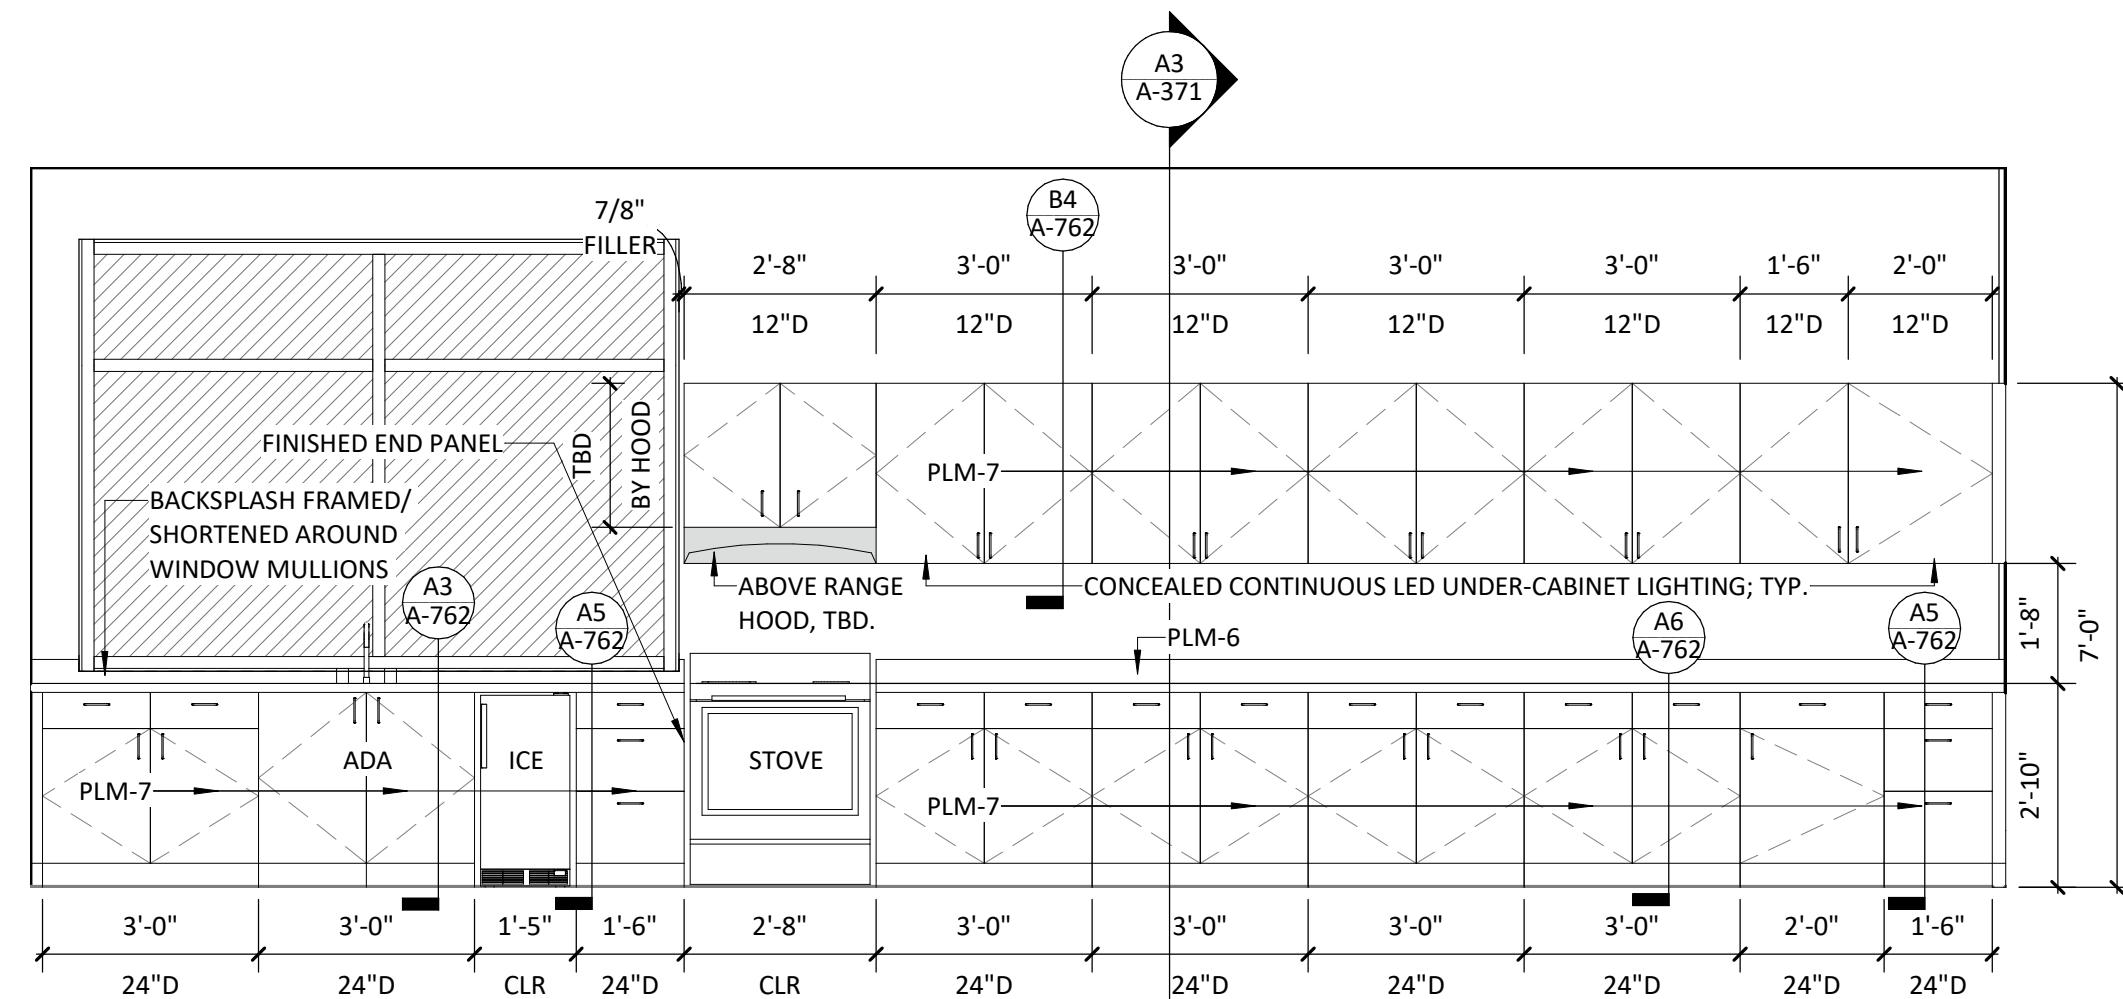 A3
A-371
7/8"
FILLER
B4
A-762
2'-8"
3'-0"
3'-0"
3'-0"
3'-0"
1'-6"
2'-0"
12"D
12"D
12"D
12"D
12"D
12"D
12"D
FINISHED END PANEL
TBD
BY HOOD
PLM-7
BACKSPLASH FRAMED/
SHORTENED AROUND
WINDOW MULLIONS
A3
A-762
A5
A-762
ABOVE RANGE
HOOD, TBD.
CONCEALED CONTINUOUS LED UNDER-CABINET LIGHTING; TYP.
PLM-6
A6
A-762
A5
A-762
1'-8"
7'-0"
2'-10"
ADA
ICE
STOVE
PLM-7
PLM-7
3'-0"
3'-0"
1'-5"
1'-6"
2'-8"
3'-0"
3'-0"
3'-0"
3'-0"
2'-0"
1'-6"
24"D
24"D
CLR
24"D
CLR
24"D
24"D
24"D
24"D
24"D
24"D